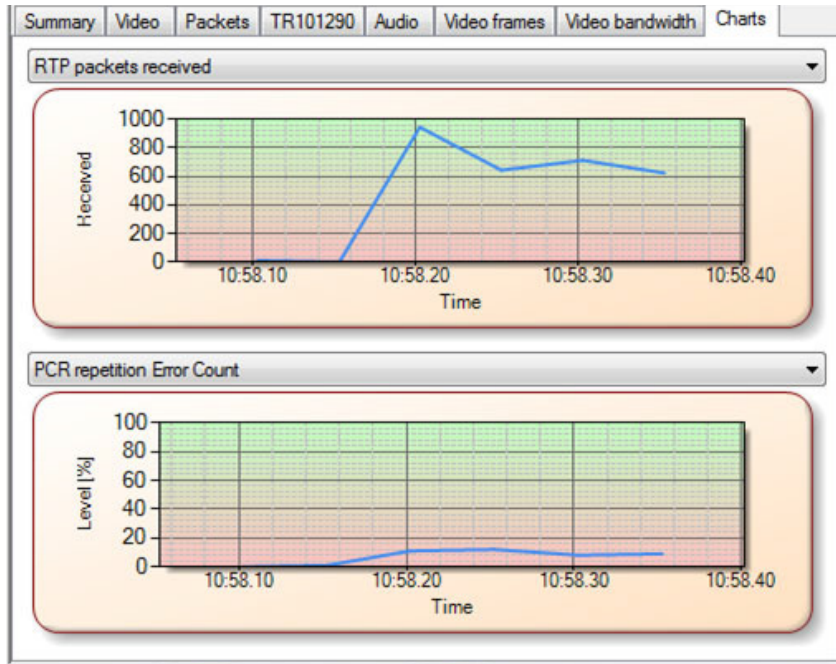 Summary Video Packets TR101290 Audio Video frames Video bandwidth Charts
RTP packets received
1000
800
600
400
200
0
Received
10:58.10 10:58.20 10:58.30 10:58.40
Time
PCR repetition Error Count
100
80
60
40
20
0
Level [%]
10:58.10 10:58.20 10:58.30 10:58.40
Time